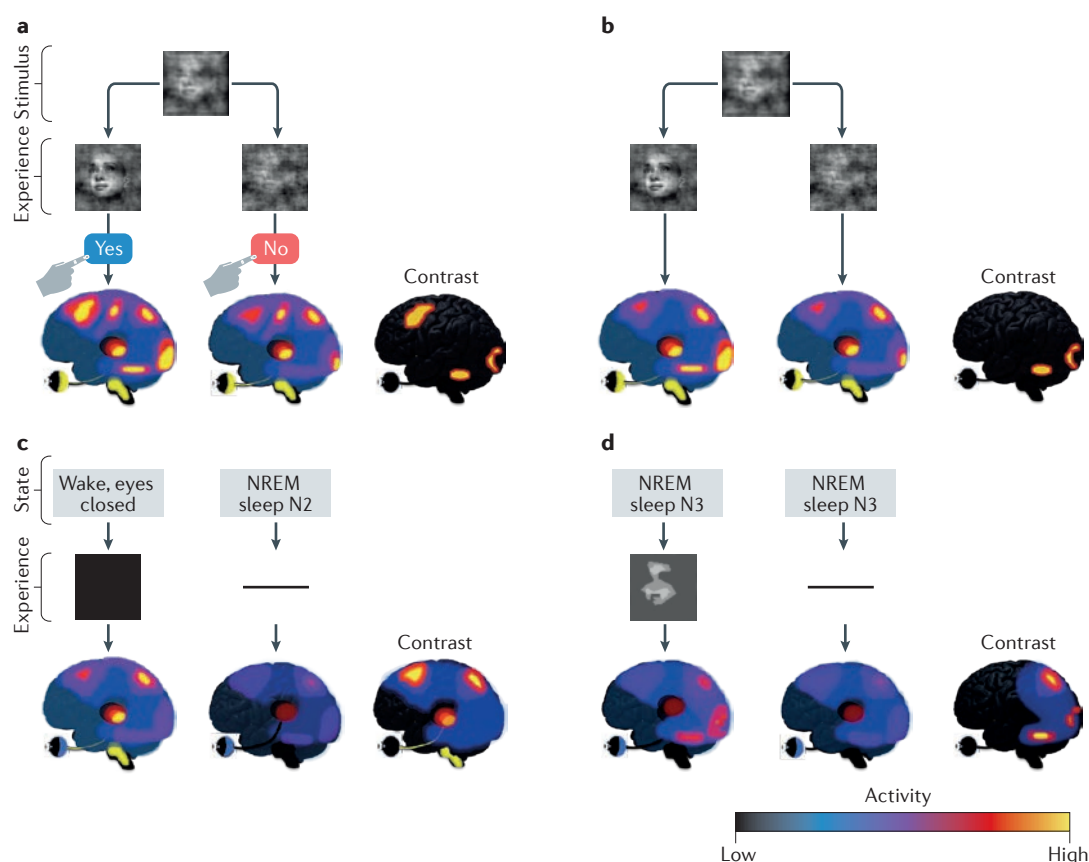 a
Stimulus
Experience
Yes
No
Contrast
b
Contrast
c
State
Wake, eyes
closed
NREM
sleep N2
Experience
Contrast
d
NREM
sleep N3
NREM
sleep N3
Contrast
Activity
Low
High